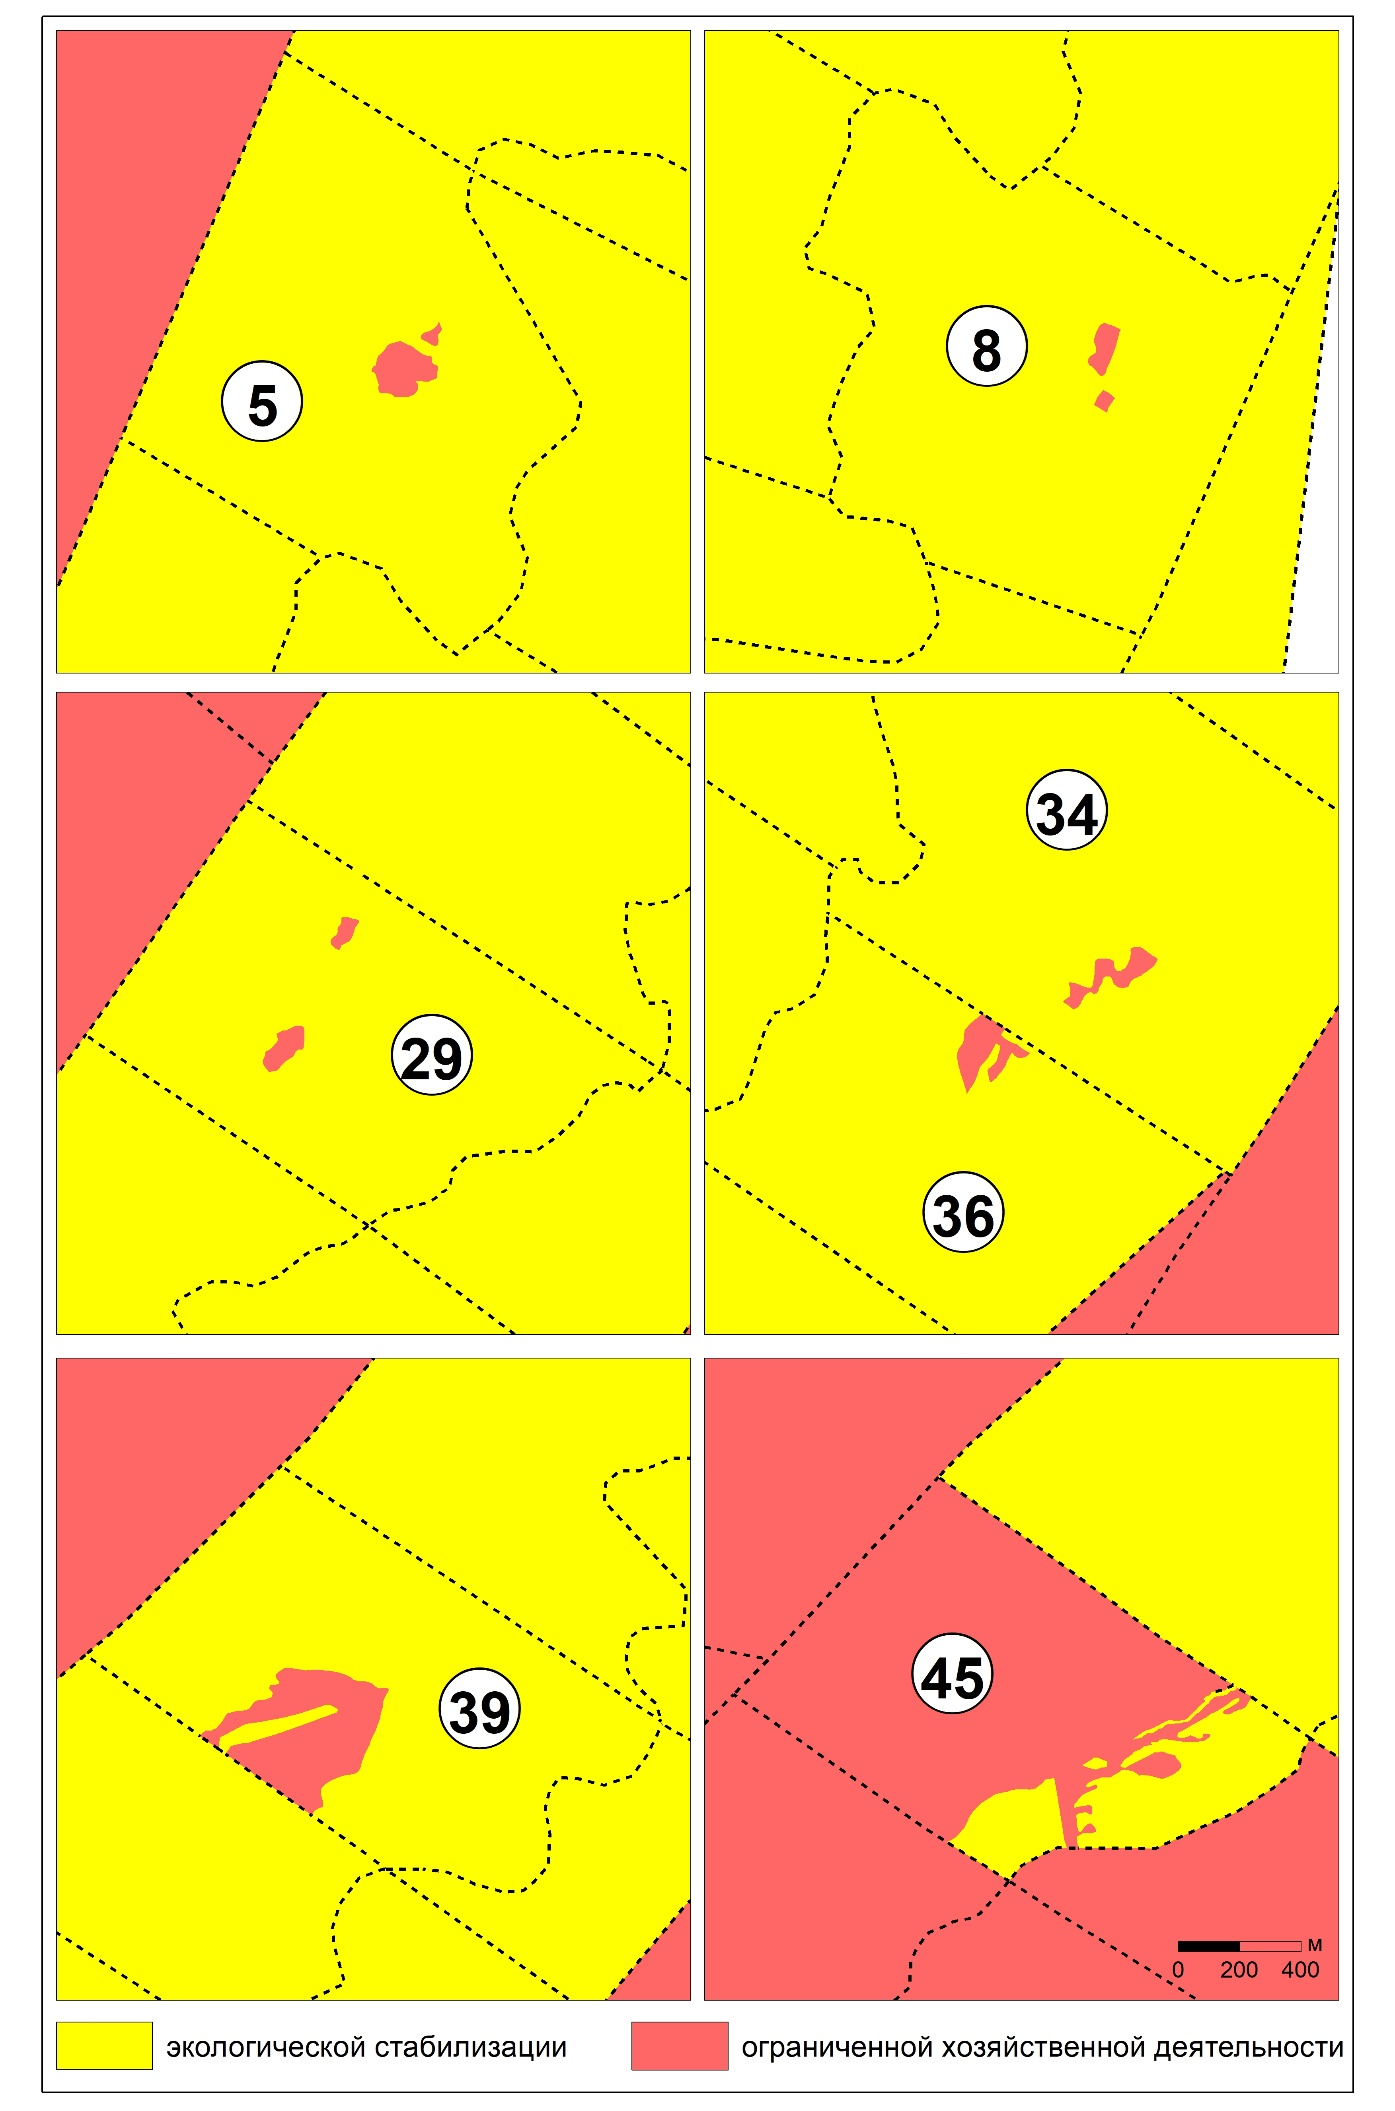 5
8
29
34
36
39
45
м
0 200 400
экологической стабилизации
ограниченной хозяйственной деятельности